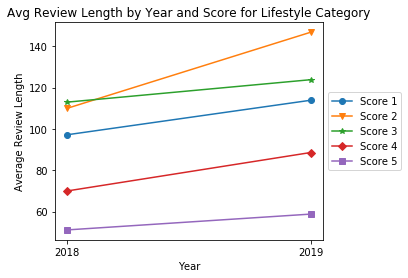 Avg Review Length by Year and Score for Lifestyle Category
Average Review Length
140
120
100
80
60
2018
2019
Year
Score 1
Score 2
Score 3
Score 4
Score 5